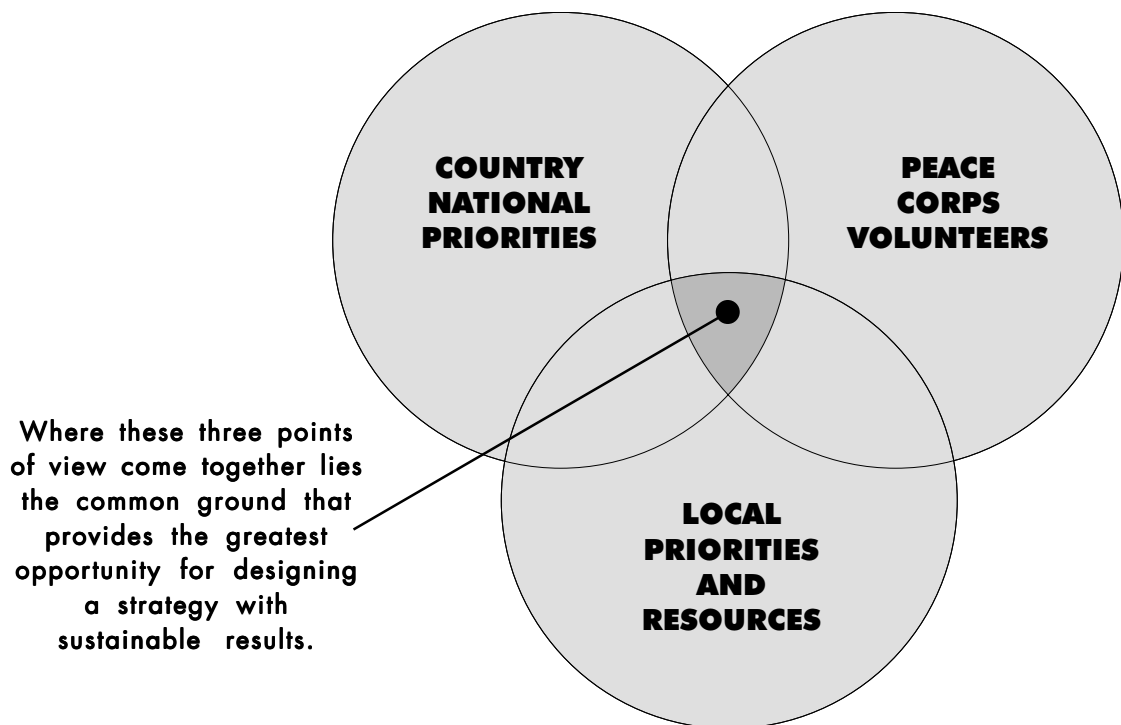 COUNTRY
NATIONAL
PRIORITIES
PEACE
CORPS
VOLUNTEERS
Where these three points
of view come together lies
the common ground that
provides the greatest
opportunity for designing
a strategy with
sustainable results.
LOCAL
PRIORITIES
AND
RESOURCES